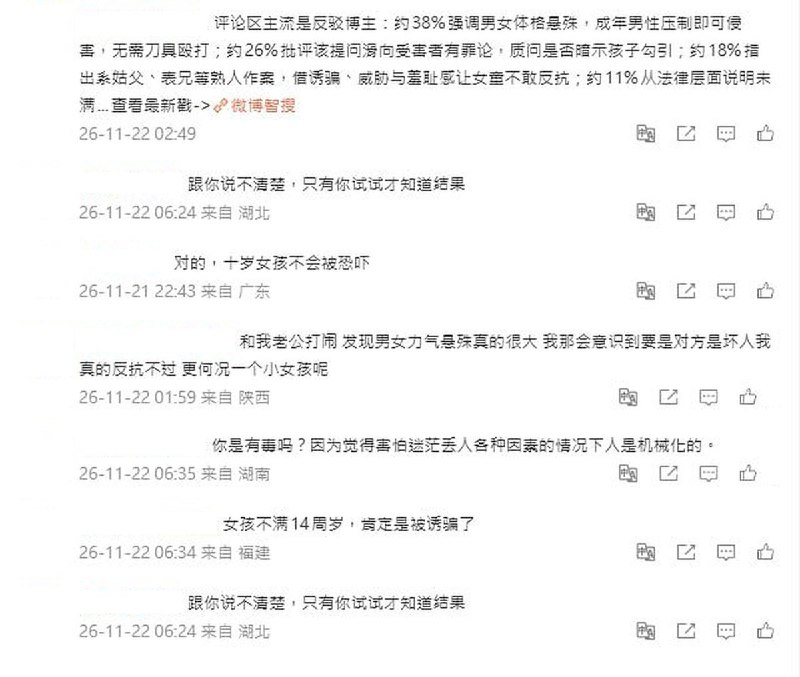 评论区主流是反驳博主：约38%强调男女体格悬殊，成年男性压制即可侵
害，无需刀具殴打；约26%批评该提问滑向受害者有罪论，质问是否暗示孩子勾引；约18%指
出系姑父、表兄等熟人作案，借诱骗、威胁与羞耻感让女童不敢反抗；约11%从法律层面说明未
满...查看最新戳->微博智搜
26-11-22 02:49
跟你说不清楚，只有你试试才知道结果
26-11-22 06:24 来自 湖北
对的，十岁女孩不会被恐吓
26-11-21 22:43 来自 广东
和我老公打闹 发现男女力气悬殊真的很大 我那会意识到要是对方是坏人我
真的反抗不过 更何况一个小女孩呢
26-11-22 01:59 来自 陕西
你是有毒吗？因为觉得害怕迷茫丢人各种因素的情况下人是机械化的。
26-11-22 06:35 来自 湖南
女孩不满14周岁，肯定是被诱骗了
26-11-22 06:34 来自 福建
跟你说不清楚，只有你试试才知道结果
26-11-22 06:24 来自 湖北